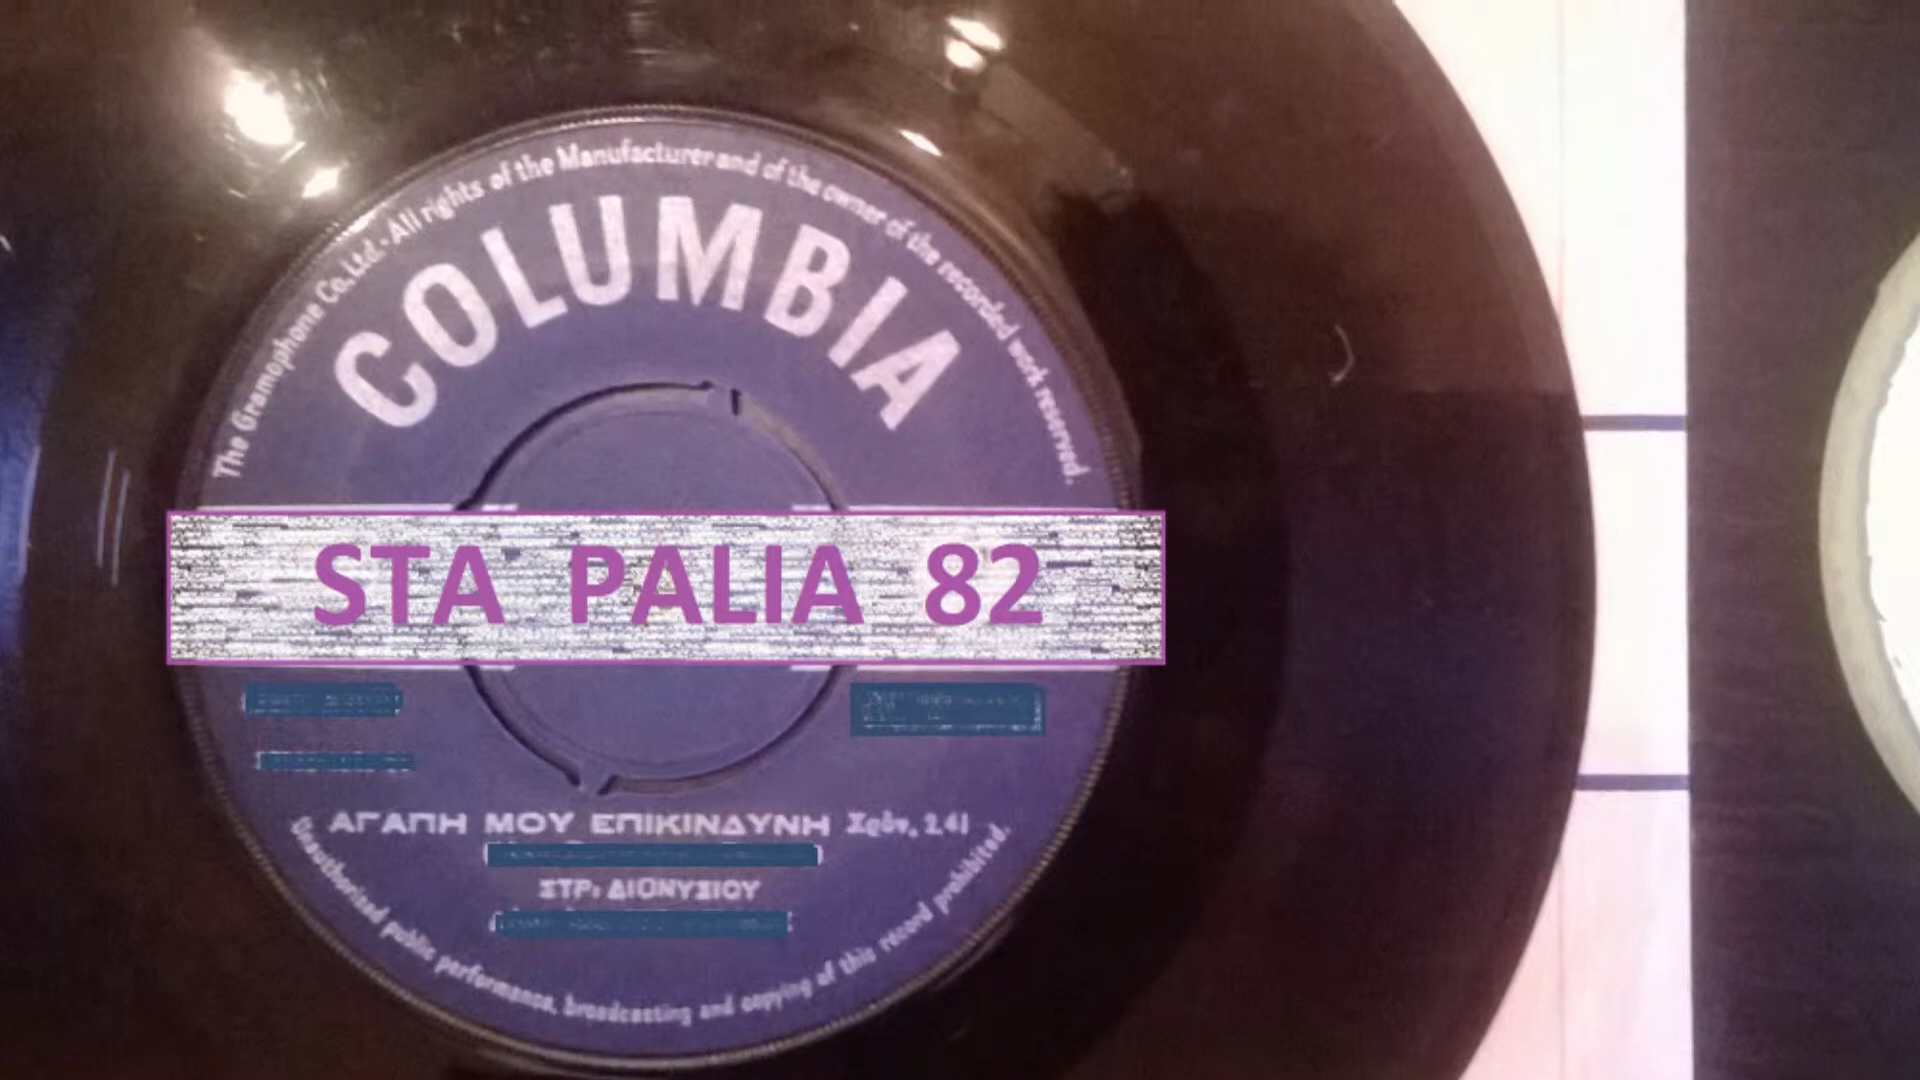 The Gramophone Co. Ltd. · All rights of the Manufacturer and of the owner of the recorded work reserved.
COLUMBIA
STA PALIA 82
ΑΓΑΠΗ ΜΟΥ ΕΠΙΚΙΝΔΥΝΗ Χρόν. 2.41
ΣΤΡ. ΔΙΟΝΥΣΙΟΥ
Unauthorised public performance, broadcasting and copying of this record prohibited.